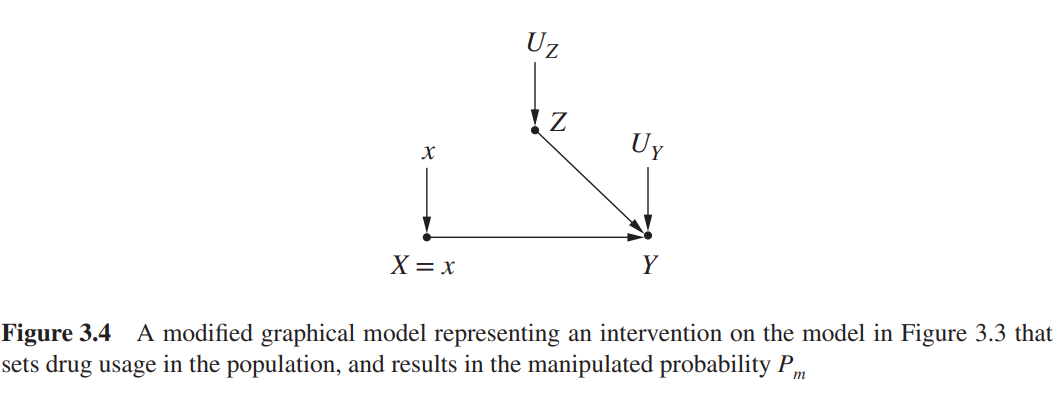 U_Z
Z
x
U_Y
X = x
Y
Figure 3.4 A modified graphical model representing an intervention on the model in Figure 3.3 that
sets drug usage in the population, and results in the manipulated probability P_m